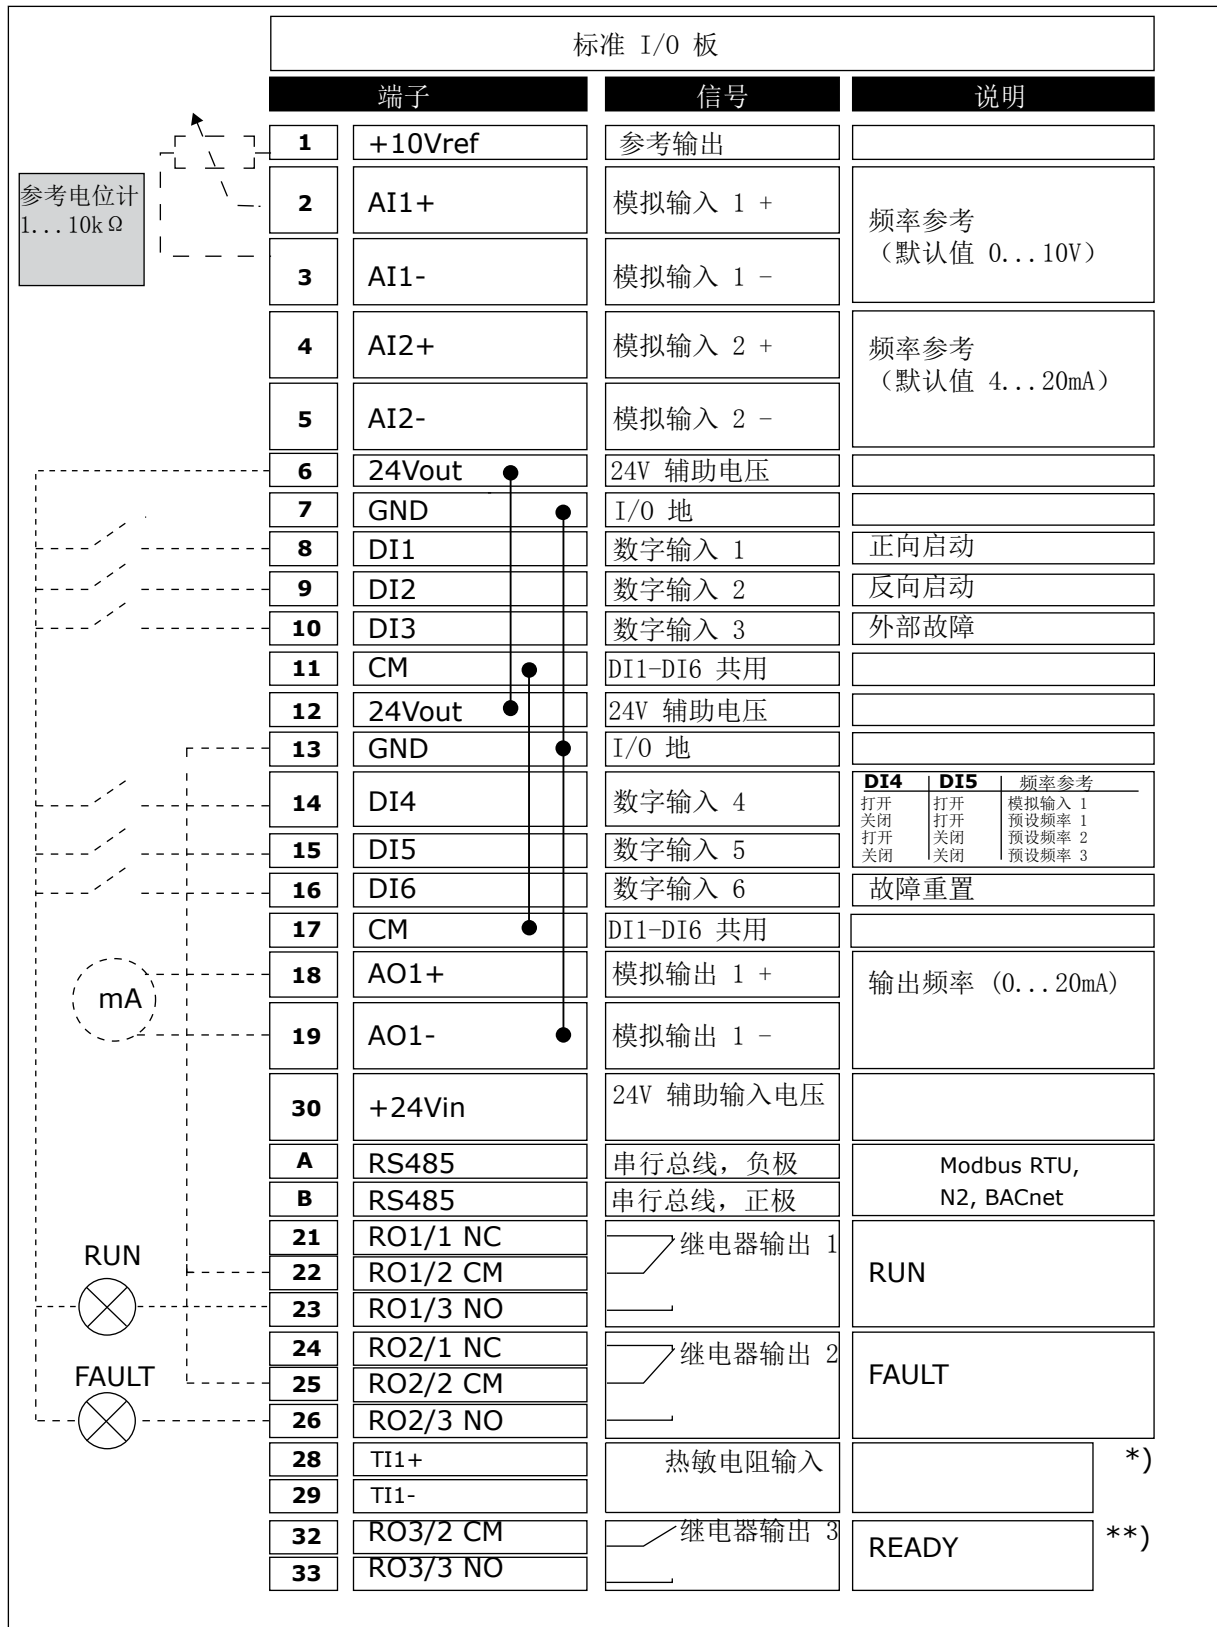 标准 I/O 板
端子 信号 说明
1 +10Vref 参考输出
参考电位计
1...10kΩ
2 AI1+ 模拟输入 1 +
频率参考
（默认值 0...10V）
3 AI1- 模拟输入 1 -
4 AI2+ 模拟输入 2 +
频率参考
（默认值 4...20mA）
5 AI2- 模拟输入 2 -
6 24Vout 24V 辅助电压
7 GND I/O 地
8 DI1 数字输入 1 正向启动
9 DI2 数字输入 2 反向启动
10 DI3 数字输入 3 外部故障
11 CM DI1-DI6 共用
12 24Vout 24V 辅助电压
13 GND I/O 地
14 DI4 数字输入 4
DI4 DI5 频率参考
打开 打开 模拟输入 1
关闭 打开 预设频率 1
打开 关闭 预设频率 2
关闭 关闭 预设频率 3
15 DI5 数字输入 5
16 DI6 数字输入 6 故障重置
17 CM DI1-DI6 共用
mA
18 AO1+ 模拟输出 1 + 输出频率 (0...20mA)
19 AO1- 模拟输出 1 -
30 +24Vin 24V 辅助输入电压
A RS485 串行总线，负极 Modbus RTU,
B RS485 串行总线，正极 N2, BACnet
21 RO1/1 NC 继电器输出 1
RUN
22 RO1/2 CM RUN
23 RO1/3 NO
24 RO2/1 NC 继电器输出 2
FAULT
25 RO2/2 CM FAULT
26 RO2/3 NO
28 TI1+ 热敏电阻输入 *)
29 TI1-
32 RO3/2 CM 继电器输出 3 READY **)
33 RO3/3 NO